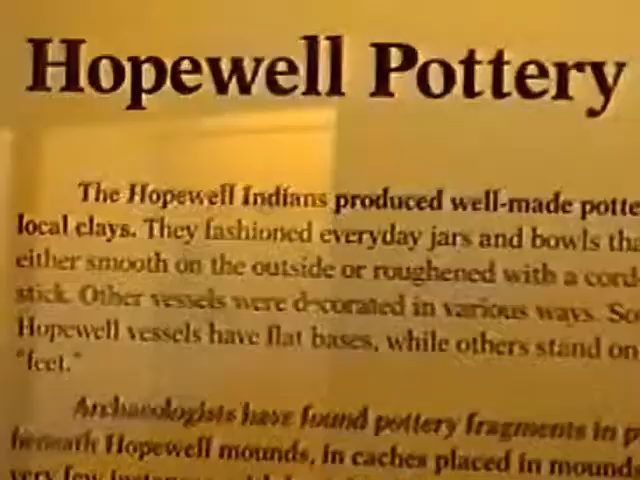 Hopewell Pottery
The Hopewell Indians produced well-made potte
local clays. They fashioned everyday jars and bowls tha
either smooth on the outside or roughened with a cord
stick. Other vessels were decorated in various ways. So
Hopewell vessels have flat bases, while others stand on
"feet."
Archaeologists have found pottery fragments in p
beneath Hopewell mounds, in caches placed in mounds
very few